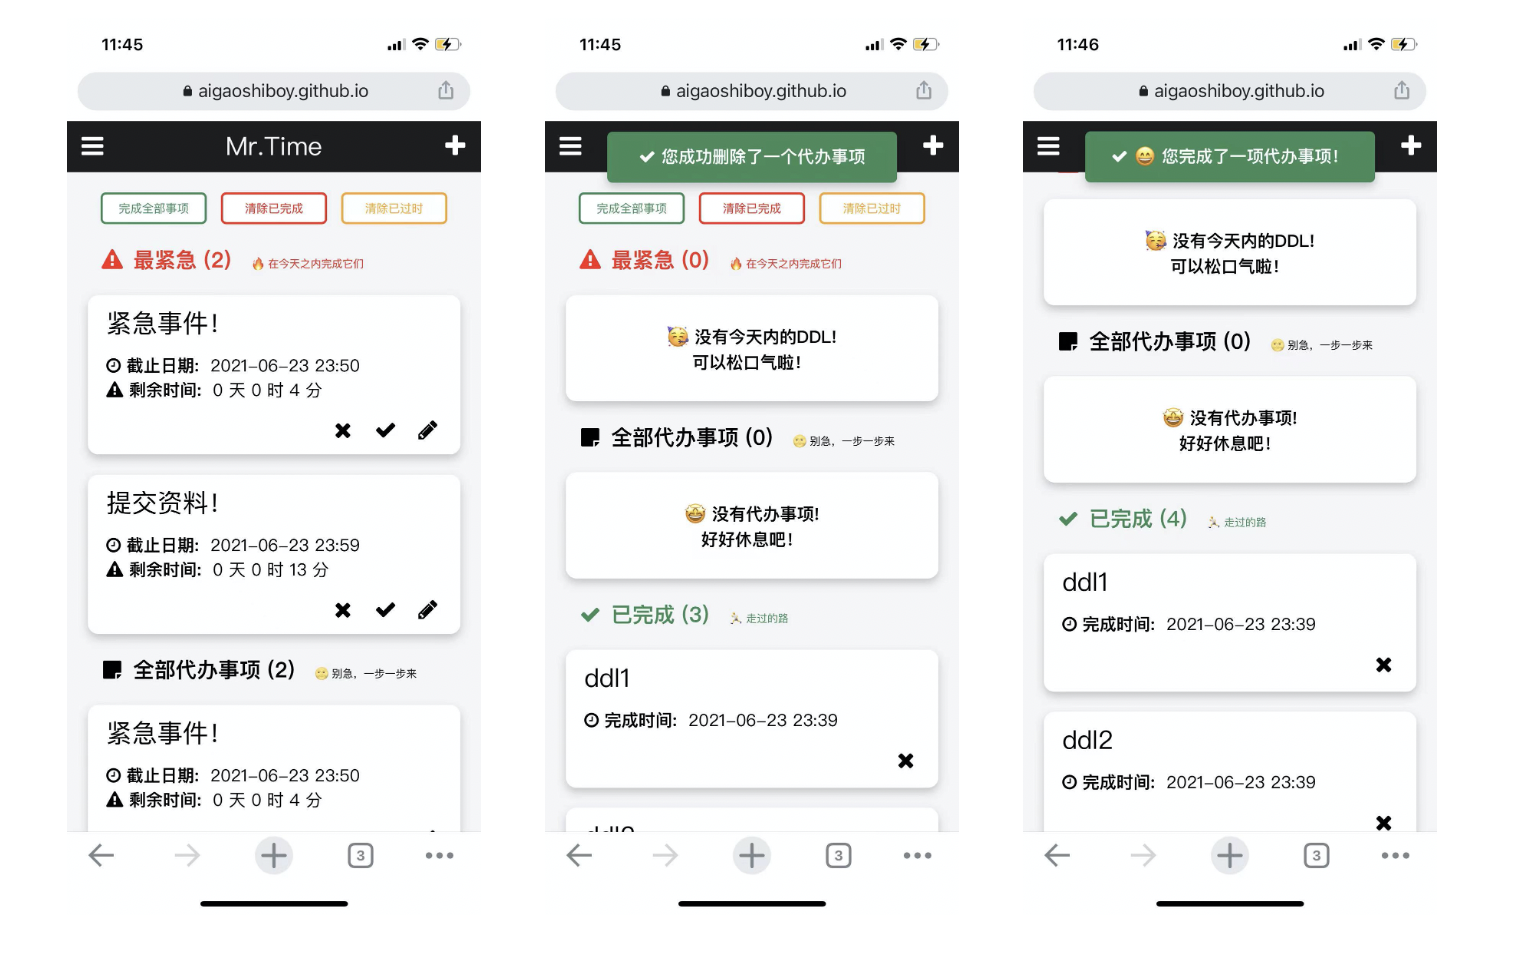 11:45
aigaoshiboy.github.io
Mr.Time
完成全部事项
清除已完成
清除已过时
最紧急 (2)
🔥 在今天之内完成它们
紧急事件！
截止日期: 2021-06-23 23:50
剩余时间: 0 天 0 时 4 分
提交资料！
截止日期: 2021-06-23 23:59
剩余时间: 0 天 0 时 13 分
全部代办事项 (2)
别急，一步一步来
紧急事件！
截止日期: 2021-06-23 23:50
剩余时间: 0 天 0 时 4 分
3
11:45
aigaoshiboy.github.io
您成功删除了一个代办事项
完成全部事项
清除已完成
清除已过时
最紧急 (0)
🔥 在今天之内完成它们
🥳 没有今天内的DDL!
可以松口气啦！
全部代办事项 (0)
别急，一步一步来
🤩 没有代办事项!
好好休息吧！
已完成 (3)
走过的路
ddl1
完成时间: 2021-06-23 23:39
3
11:46
aigaoshiboy.github.io
😄 您完成了一项代办事项！
🥳 没有今天内的DDL!
可以松口气啦！
全部代办事项 (0)
别急，一步一步来
🤩 没有代办事项!
好好休息吧！
已完成 (4)
走过的路
ddl1
完成时间: 2021-06-23 23:39
ddl2
完成时间: 2021-06-23 23:39
3